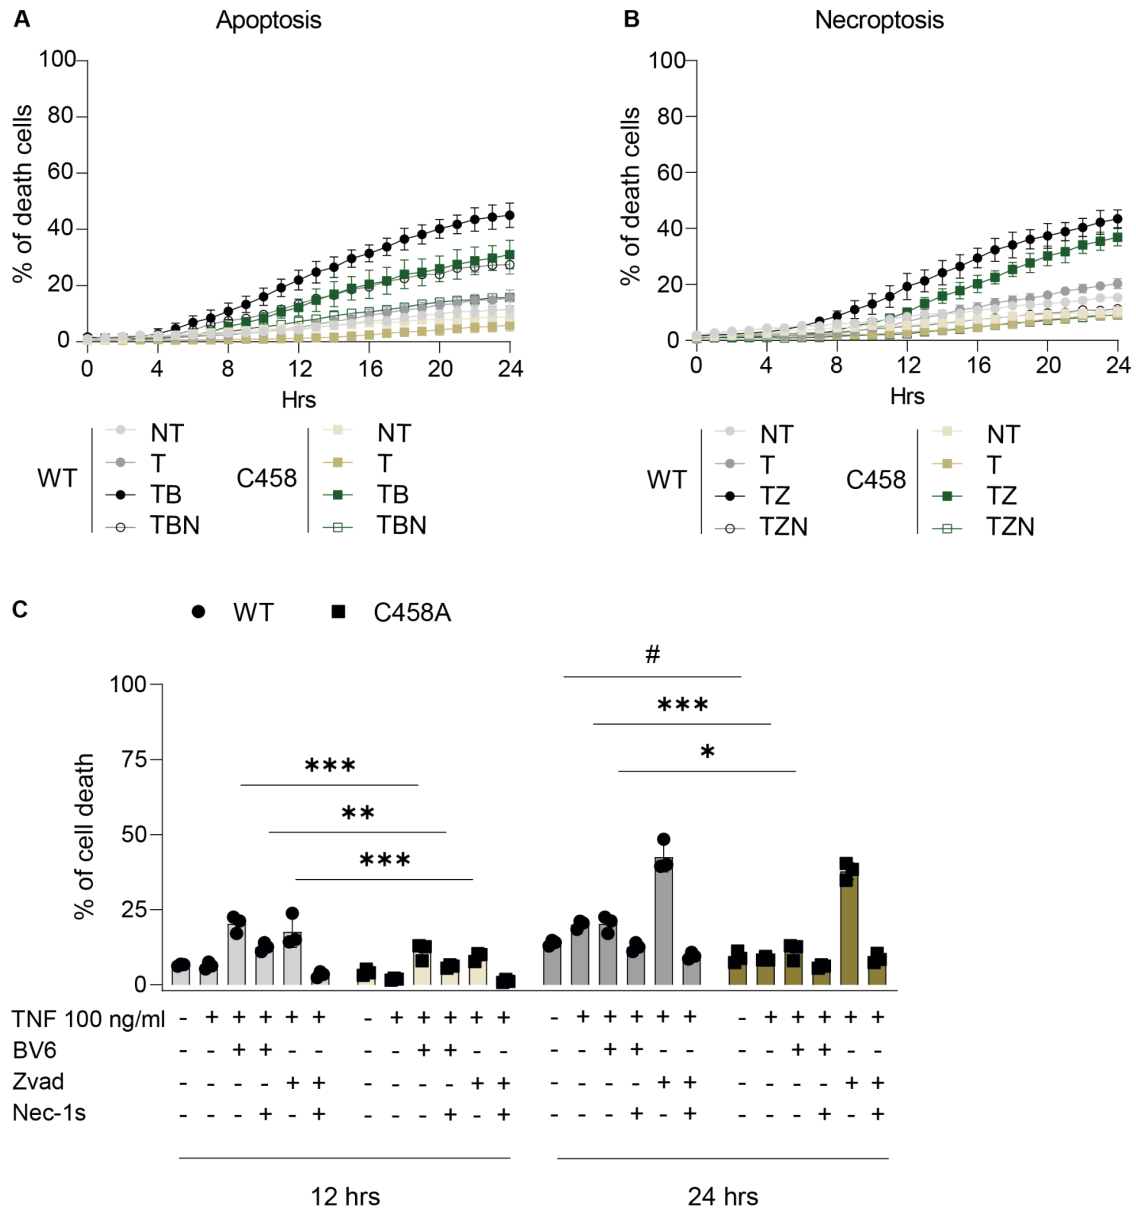 A Apoptosis
100
80
60
40
20
0
% of death cells
0 4 8 12 16 20 24
Hrs
WT
NT
T
TB
TBN
C458
NT
T
TB
TBN
B Necroptosis
100
80
60
40
20
0
% of death cells
0 4 8 12 16 20 24
Hrs
WT
NT
T
TZ
TZN
C458
NT
T
TZ
TZN
C
WT C458A
100
75
50
25
0
% of cell death
***
**
***
#
***
*
TNF 100 ng/ml - + + + + + - + + + + + - + + + + + - + + + + +
BV6 - - + + - - - - + + - - - - + + - - - - + + - -
Zvad - - - - + + - - - - + + - - - - + + - - - - + +
Nec-1s - - - + - + - - - + - + - - - + - + - - - + - +
12 hrs 24 hrs